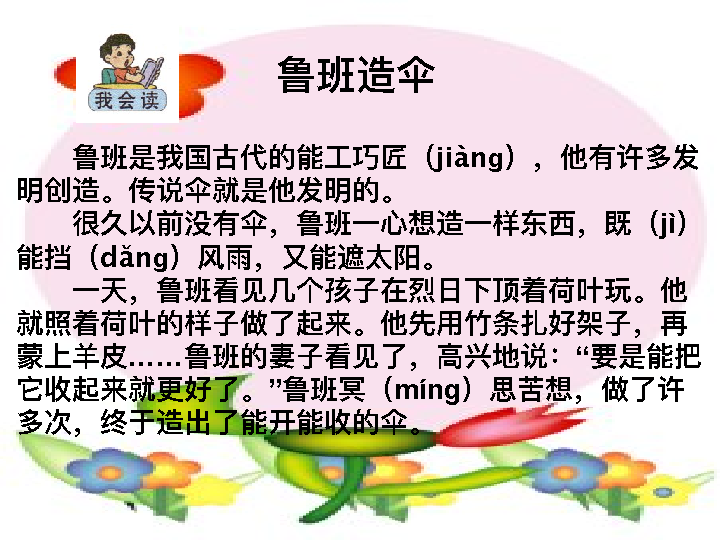 我会读
鲁班造伞
鲁班是我国古代的能工巧匠（jiàng），他有许多发
明创造。传说伞就是他发明的。
很久以前没有伞，鲁班一心想造一样东西，既（jì）
能挡（dǎng）风雨，又能遮太阳。
一天，鲁班看见几个孩子在烈日下顶着荷叶玩。他
就照着荷叶的样子做了起来。他先用竹条扎好架子，再
蒙上羊皮……鲁班的妻子看见了，高兴地说：“要是能把
它收起来就更好了。”鲁班冥（míng）思苦想，做了许
多次，终于造出了能开能收的伞。